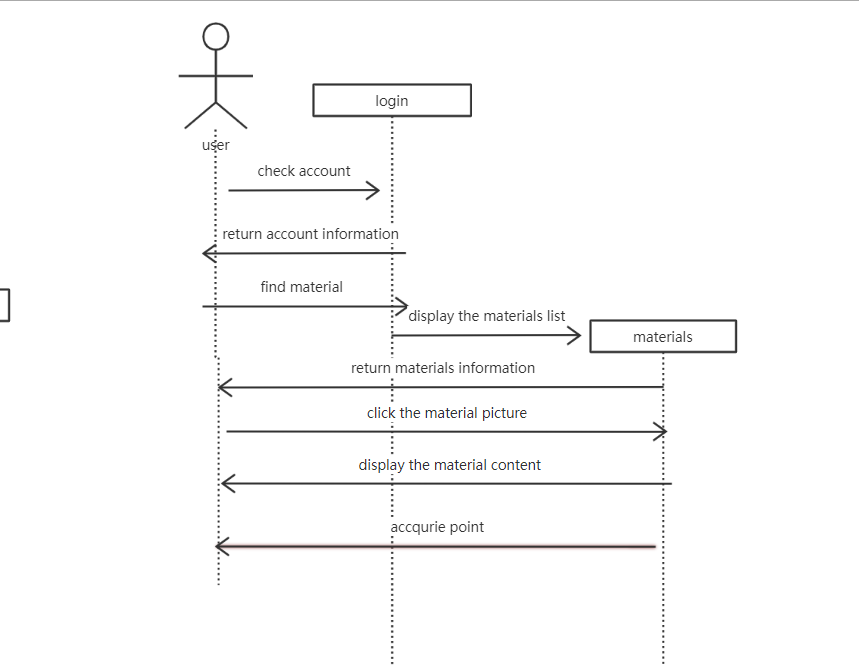 login
user
check account
return account information
find material
display the materials list
materials
return materials information
click the material picture
display the material content
accqurie point